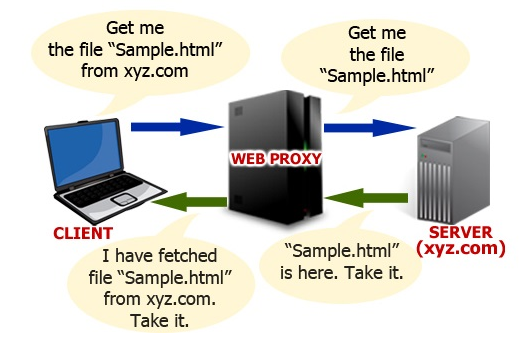 Get me
the file “Sample.html”
from xyz.com
Get me
the file
“Sample.html”
WEB PROXY
CLIENT
SERVER
(xyz.com)
I have fetched
file “Sample.html”
from xyz.com.
Take it.
“Sample.html”
is here. Take it.